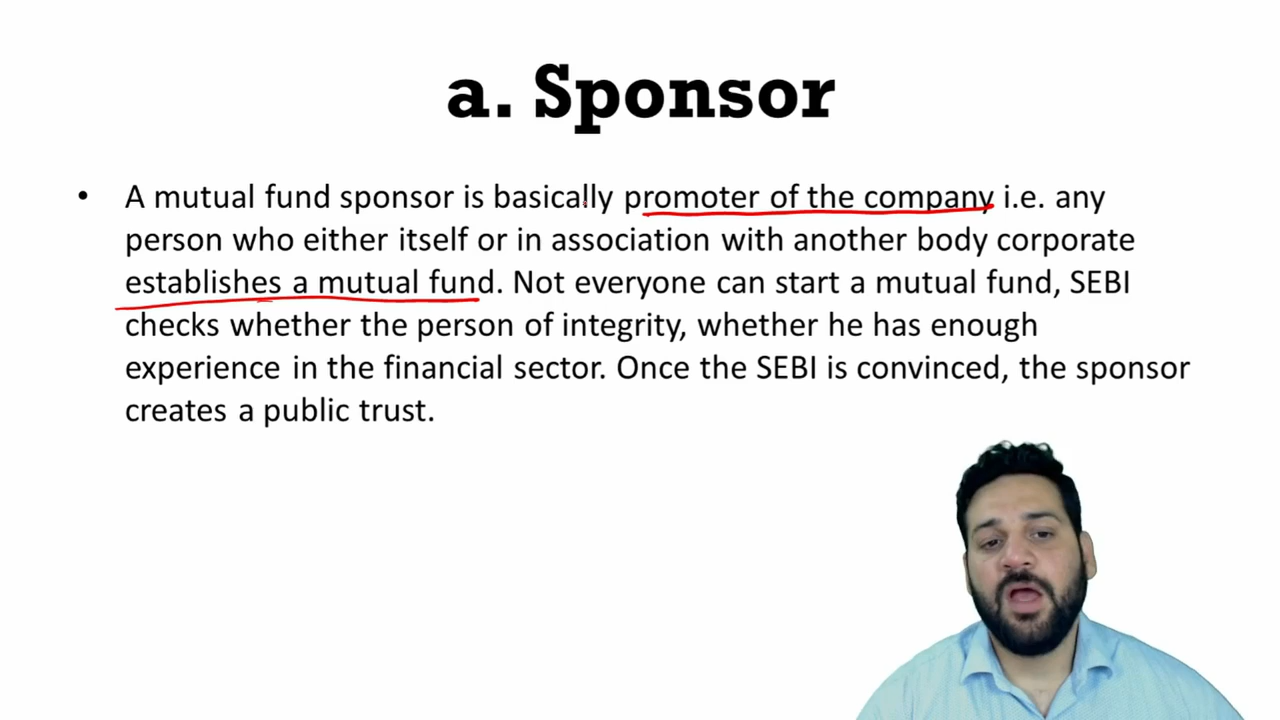 a. Sponsor
• A mutual fund sponsor is basically promoter of the company i.e. any
person who either itself or in association with another body corporate
establishes a mutual fund. Not everyone can start a mutual fund, SEBI
checks whether the person of integrity, whether he has enough
experience in the financial sector. Once the SEBI is convinced, the sponsor
creates a public trust.